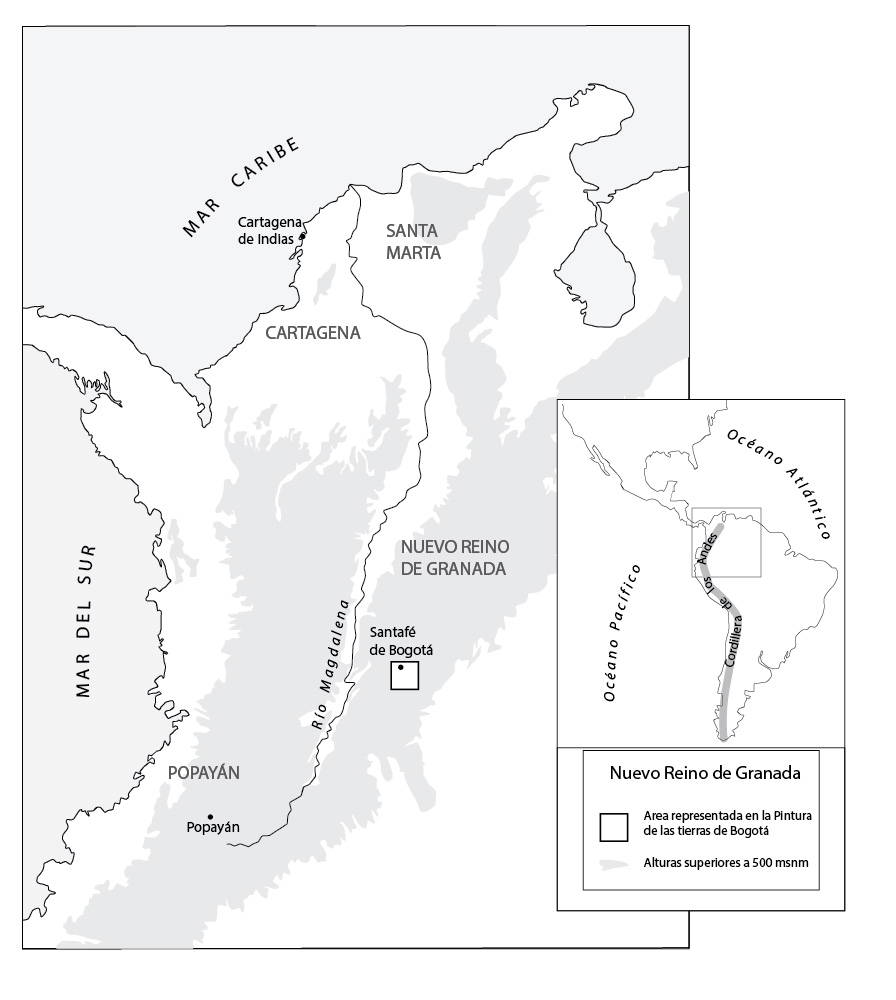 MAR CARIBE
Cartagena
de Indias
SANTA
MARTA
CARTAGENA
MAR DEL SUR
NUEVO REINO
DE GRANADA
Río Magdalena
Santafé
de Bogotá
POPAYÁN
Popayán
Océano Atlántico
Océano Pacífico
Cordillera de los Andes
Nuevo Reino de Granada
Area representada en la Pintura
de las tierras de Bogotá
Alturas superiores a 500 msnm